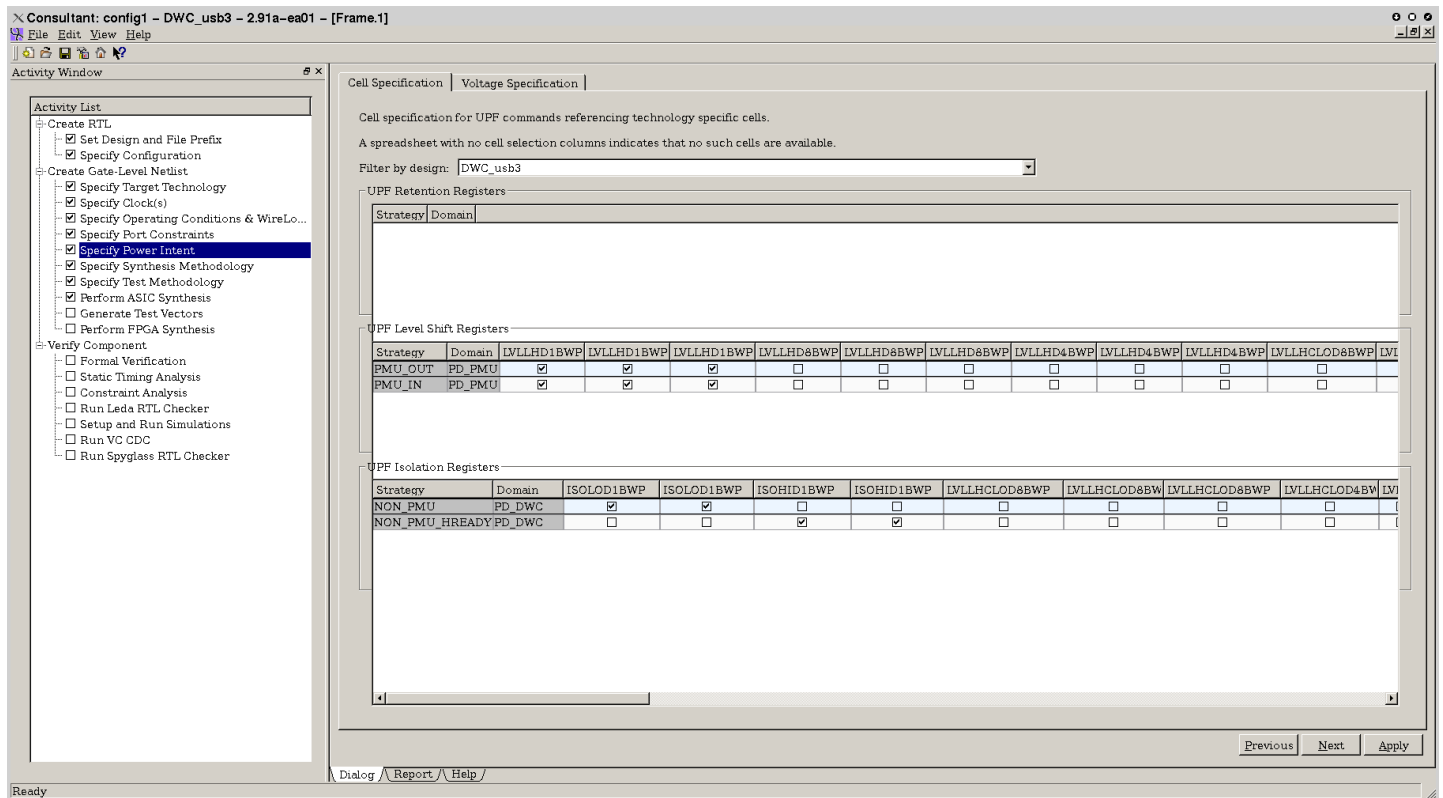 Consultant: config1 – DWC_usb3 – 2.91a–ea01 – [Frame.1]
File Edit View Help
Activity Window
Activity List
Create RTL
Set Design and File Prefix
Specify Configuration
Create Gate-Level Netlist
Specify Target Technology
Specify Clock(s)
Specify Operating Conditions & WireLo...
Specify Port Constraints
Specify Power Intent
Specify Synthesis Methodology
Specify Test Methodology
Perform ASIC Synthesis
Generate Test Vectors
Perform FPGA Synthesis
Verify Component
Formal Verification
Static Timing Analysis
Constraint Analysis
Run Leda RTL Checker
Setup and Run Simulations
Run VC CDC
Run Spyglass RTL Checker
Cell Specification Voltage Specification
Cell specification for UPF commands referencing technology specific cells.
A spreadsheet with no cell selection columns indicates that no such cells are available.
Filter by design: DWC_usb3
UPF Retention Registers
Strategy Domain
UPF Level Shift Registers
Strategy Domain LVLLHD1BWP LVLLHD1BWP LVLLHD1BWP LVLLHD8BWP LVLLHD8BWP LVLLHD8BWP LVLLHD4BWP LVLLHD4BWP LVLLHD4BWP LVLLHCLOD8BWP LVL
PMU_OUT PD_PMU
PMU_IN PD_PMU
UPF Isolation Registers
Strategy Domain ISOLOD1BWP ISOLOD1BWP ISOHID1BWP ISOHID1BWP LVLLHCLOD8BWP LVLLHCLOD8BW LVLLHCLOD8BWP LVLLHCLOD4BW
NON_PMU PD_DWC
NON_PMU_HREADY PD_DWC
Previous Next Apply
Dialog Report Help
Ready